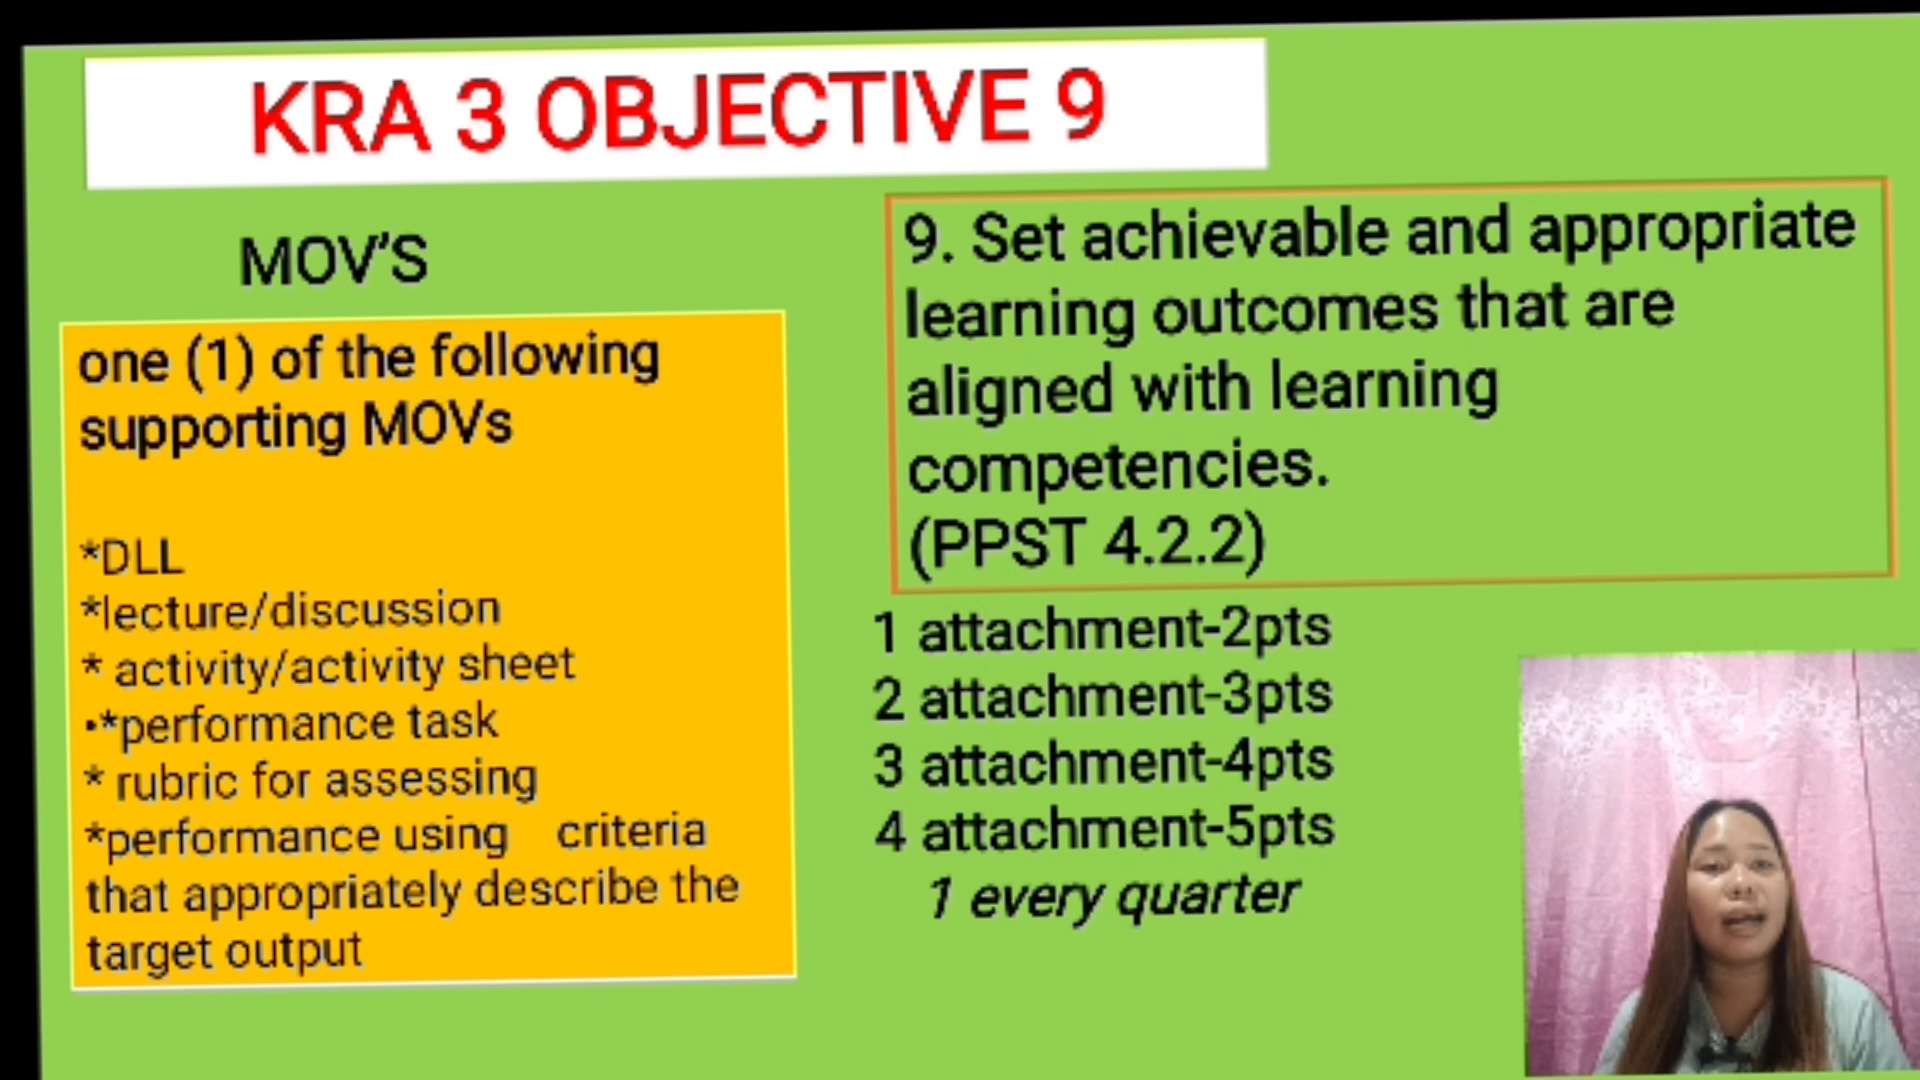 KRA 3 OBJECTIVE 9
MOV'S
one (1) of the following
supporting MOVs
*DLL
*lecture/discussion
* activity/activity sheet
•*performance task
* rubric for assessing
*performance using criteria
that appropriately describe the
target output
9. Set achievable and appropriate
learning outcomes that are
aligned with learning
competencies.
(PPST 4.2.2)
1 attachment-2pts
2 attachment-3pts
3 attachment-4pts
4 attachment-5pts
1 every quarter